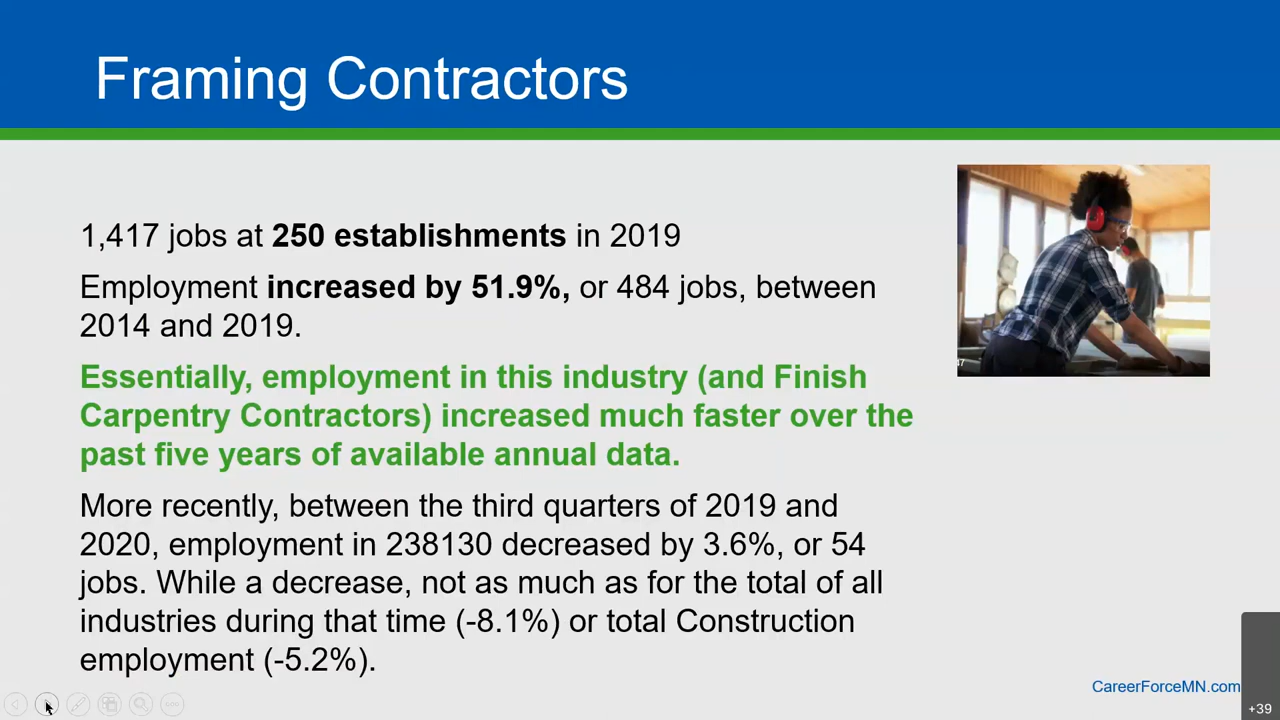 Framing Contractors
1,417 jobs at 250 establishments in 2019
Employment increased by 51.9%, or 484 jobs, between
2014 and 2019.
Essentially, employment in this industry (and Finish
Carpentry Contractors) increased much faster over the
past five years of available annual data.
More recently, between the third quarters of 2019 and
2020, employment in 238130 decreased by 3.6%, or 54
jobs. While a decrease, not as much as for the total of all
industries during that time (-8.1%) or total Construction
employment (-5.2%).
CareerForceMN.com
+39